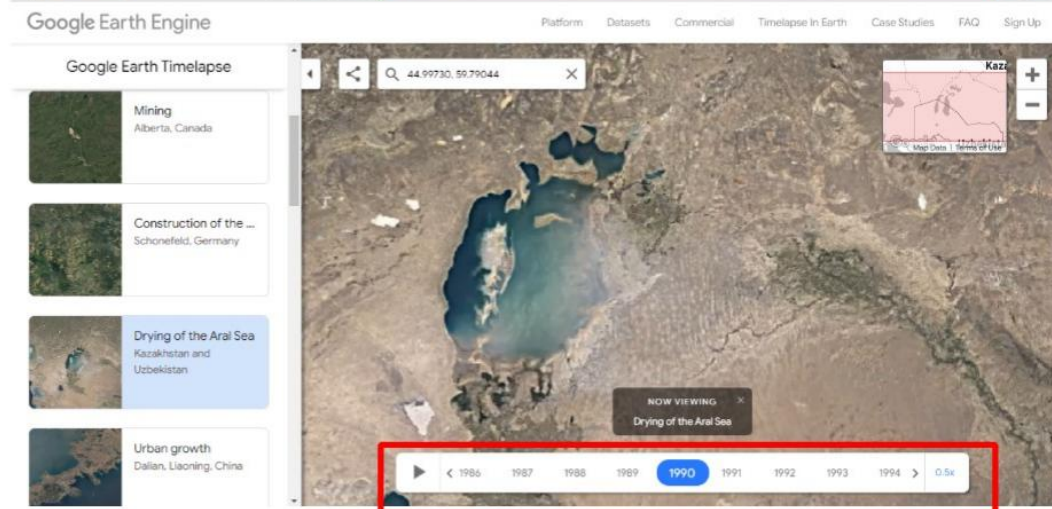 Google Earth Engine
Platform Datasets Commercial Timelapse In Earth Case Studies FAQ Sign Up
Google Earth Timelapse
Mining
Alberta, Canada
Construction of the ...
Schonefeld, Germany
Drying of the Aral Sea
Kazakhstan and
Uzbekistan
Urban growth
Dalian, Liaoning, China
44.99730, 59.79044
Kaza
Map Data Terms of Use
NOW VIEWING
Drying of the Aral Sea
1986 1987 1988 1989 1990 1991 1992 1993 1994 0.5x